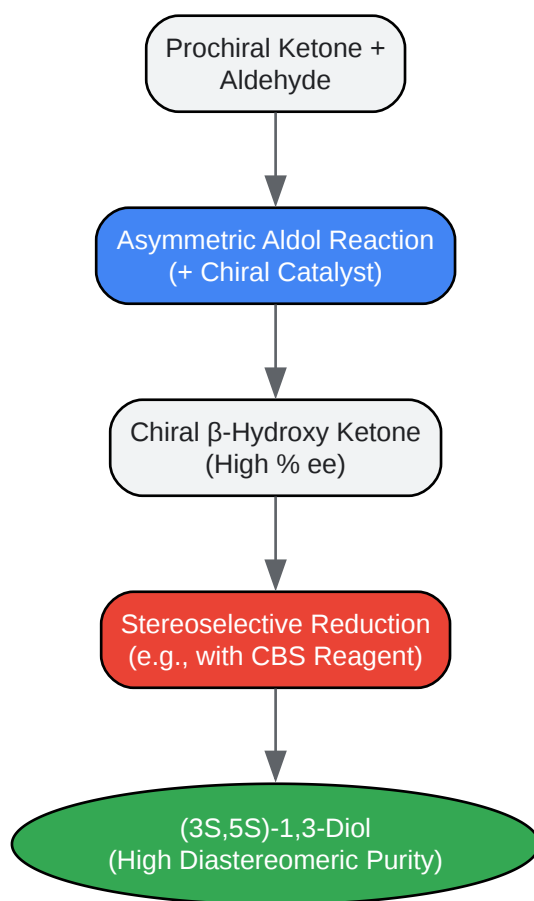 Prochiral Ketone +
Aldehyde
Asymmetric Aldol Reaction
(+ Chiral Catalyst)
Chiral β-Hydroxy Ketone
(High % ee)
Stereoselective Reduction
(e.g., with CBS Reagent)
(3S,5S)-1,3-Diol
(High Diastereomeric Purity)